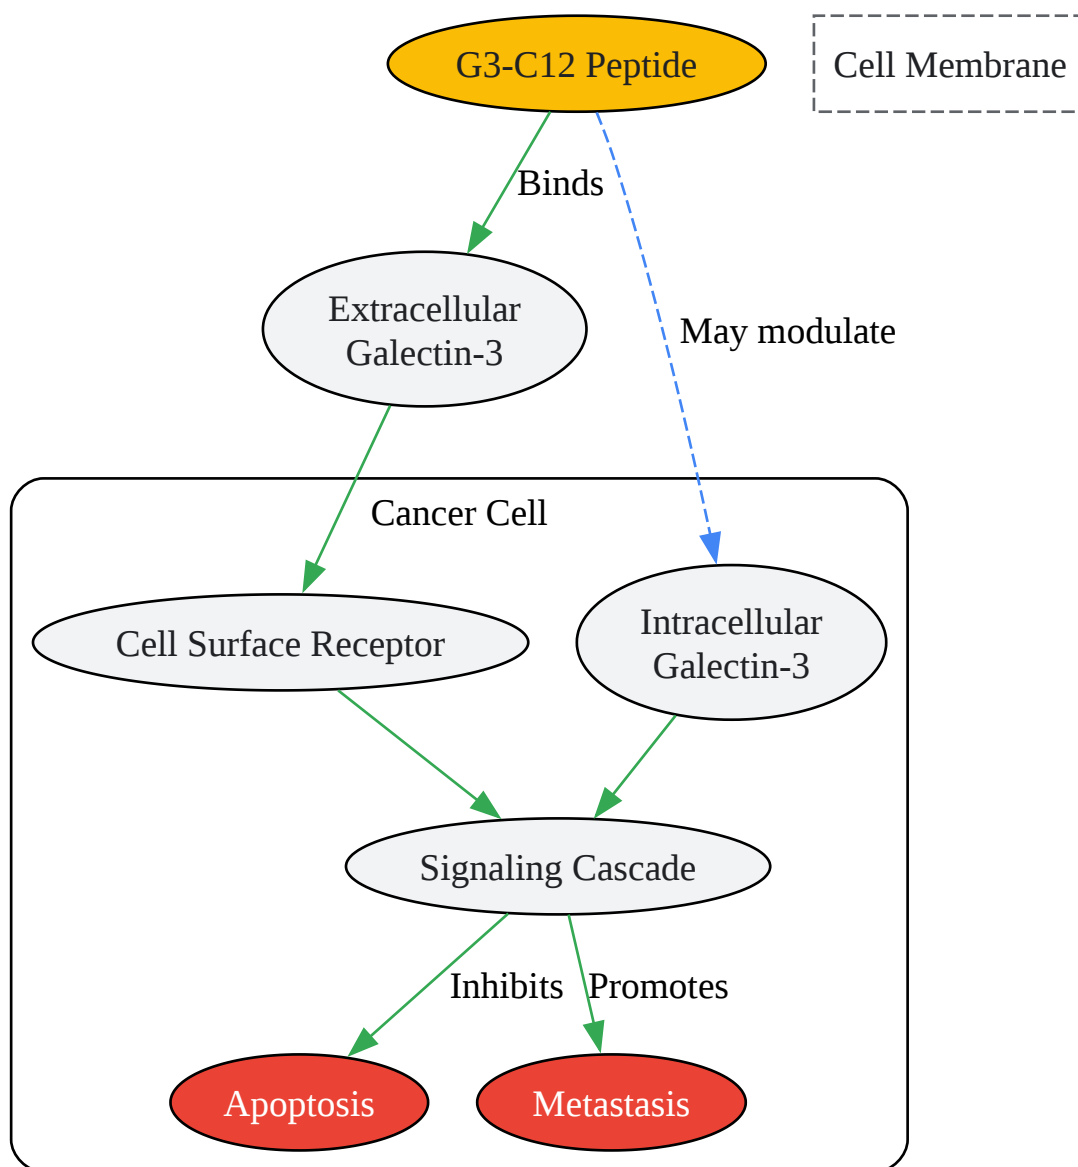 G3-C12 Peptide
Cell Membrane
Binds
Extracellular
Galectin-3
May modulate
Cancer Cell
Cell Surface Receptor
Intracellular
Galectin-3
Signaling Cascade
Inhibits
Promotes
Apoptosis
Metastasis